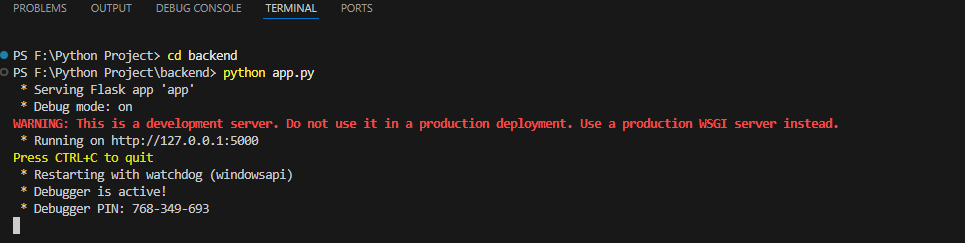 PROBLEMS OUTPUT DEBUG CONSOLE TERMINAL PORTS
PS F:\Python Project> cd backend
PS F:\Python Project\backend> python app.py
* Serving Flask app 'app'
* Debug mode: on
WARNING: This is a development server. Do not use it in a production deployment. Use a production WSGI server instead.
* Running on http://127.0.0.1:5000
Press CTRL+C to quit
* Restarting with watchdog (windowsapi)
* Debugger is active!
* Debugger PIN: 768-349-693